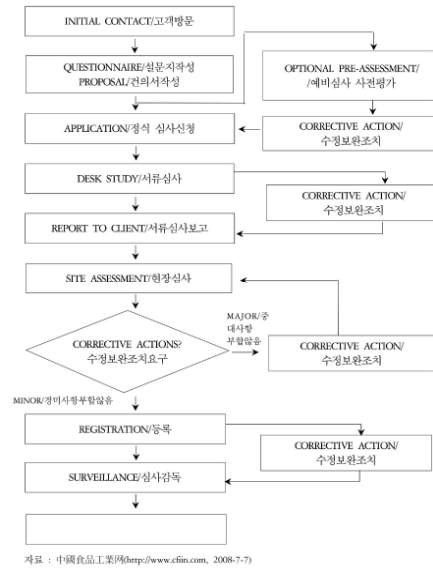 INITIAL CONTACT/고객방문
QUESTIONNAIRE/설문지작성
PROPOSAL/건의서작성
OPTIONAL PRE-ASSESSMENT/
/예비심사 사전평가
APPLICATION/정식 심사신청
CORRECTIVE ACTION/
수정보완조치
DESK STUDY/서류심사
CORRECTIVE ACTION/
수정보완조치
REPORT TO CLIENT/서류심사보고
SITE ASSESSMENT/현장심사
MAJOR/중
대사항
부합않음
CORRECTIVE ACTIONS?
수정보완조치요구
CORRECTIVE ACTION/
수정보완조치
MINOR/경미사항부합않음
REGISTRATION/등록
CORRECTIVE ACTION/
수정보완조치
SURVEILLANCE/심사감독
자료 : 中國食品工業网(http://www.cfiin.com, 2008-7-7)